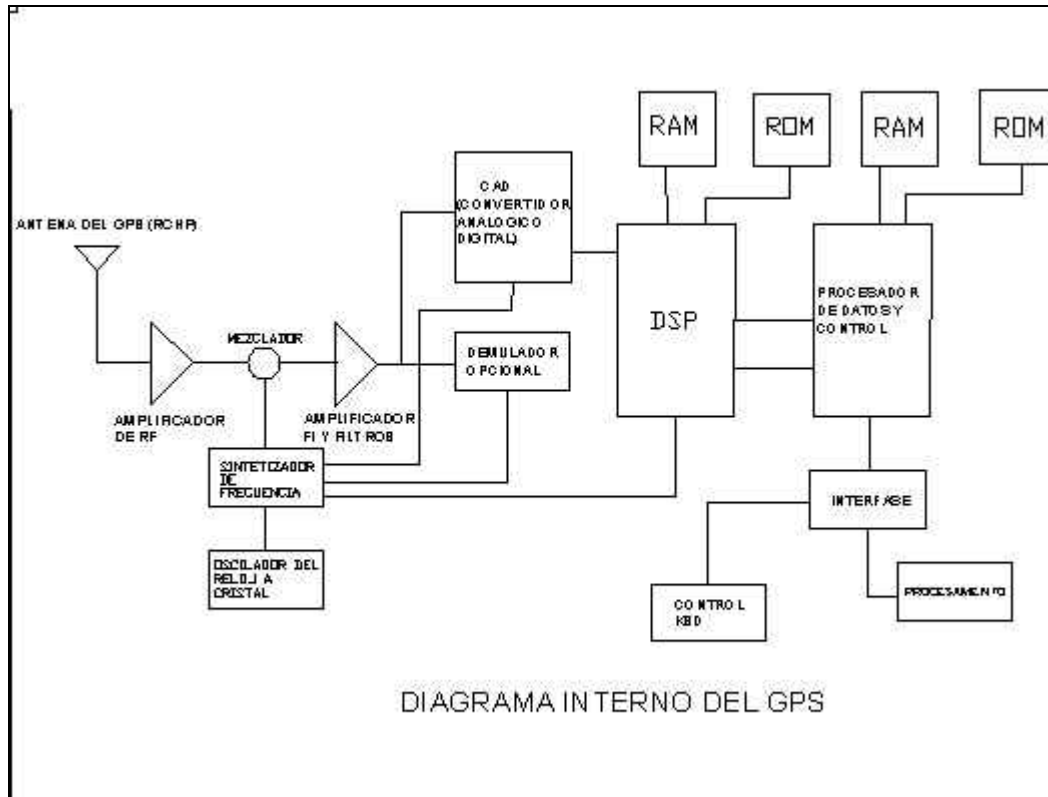 RAM
ROM
RAM
ROM
CAD
(CONVERTIDOR
ANALOGICO
DIGITAL)
ANTENA DEL GPS (RCHP)
PROCESADOR
DE DATOS Y
CONTROL
DSP
MEZCLADOR
DEMULADOR
OPCIONAL
AMPLIFICADOR
DE RF
AMPLIFICADOR
FI Y FILTROS
SINTETIZADOR
DE
FRECUENCIA
INTERFASE
OSCILADOR DEL
RELOJ A
CRISTAL
CONTROL
KBD
PROCESAMENTO
DIAGRAMA INTERNO DEL GPS